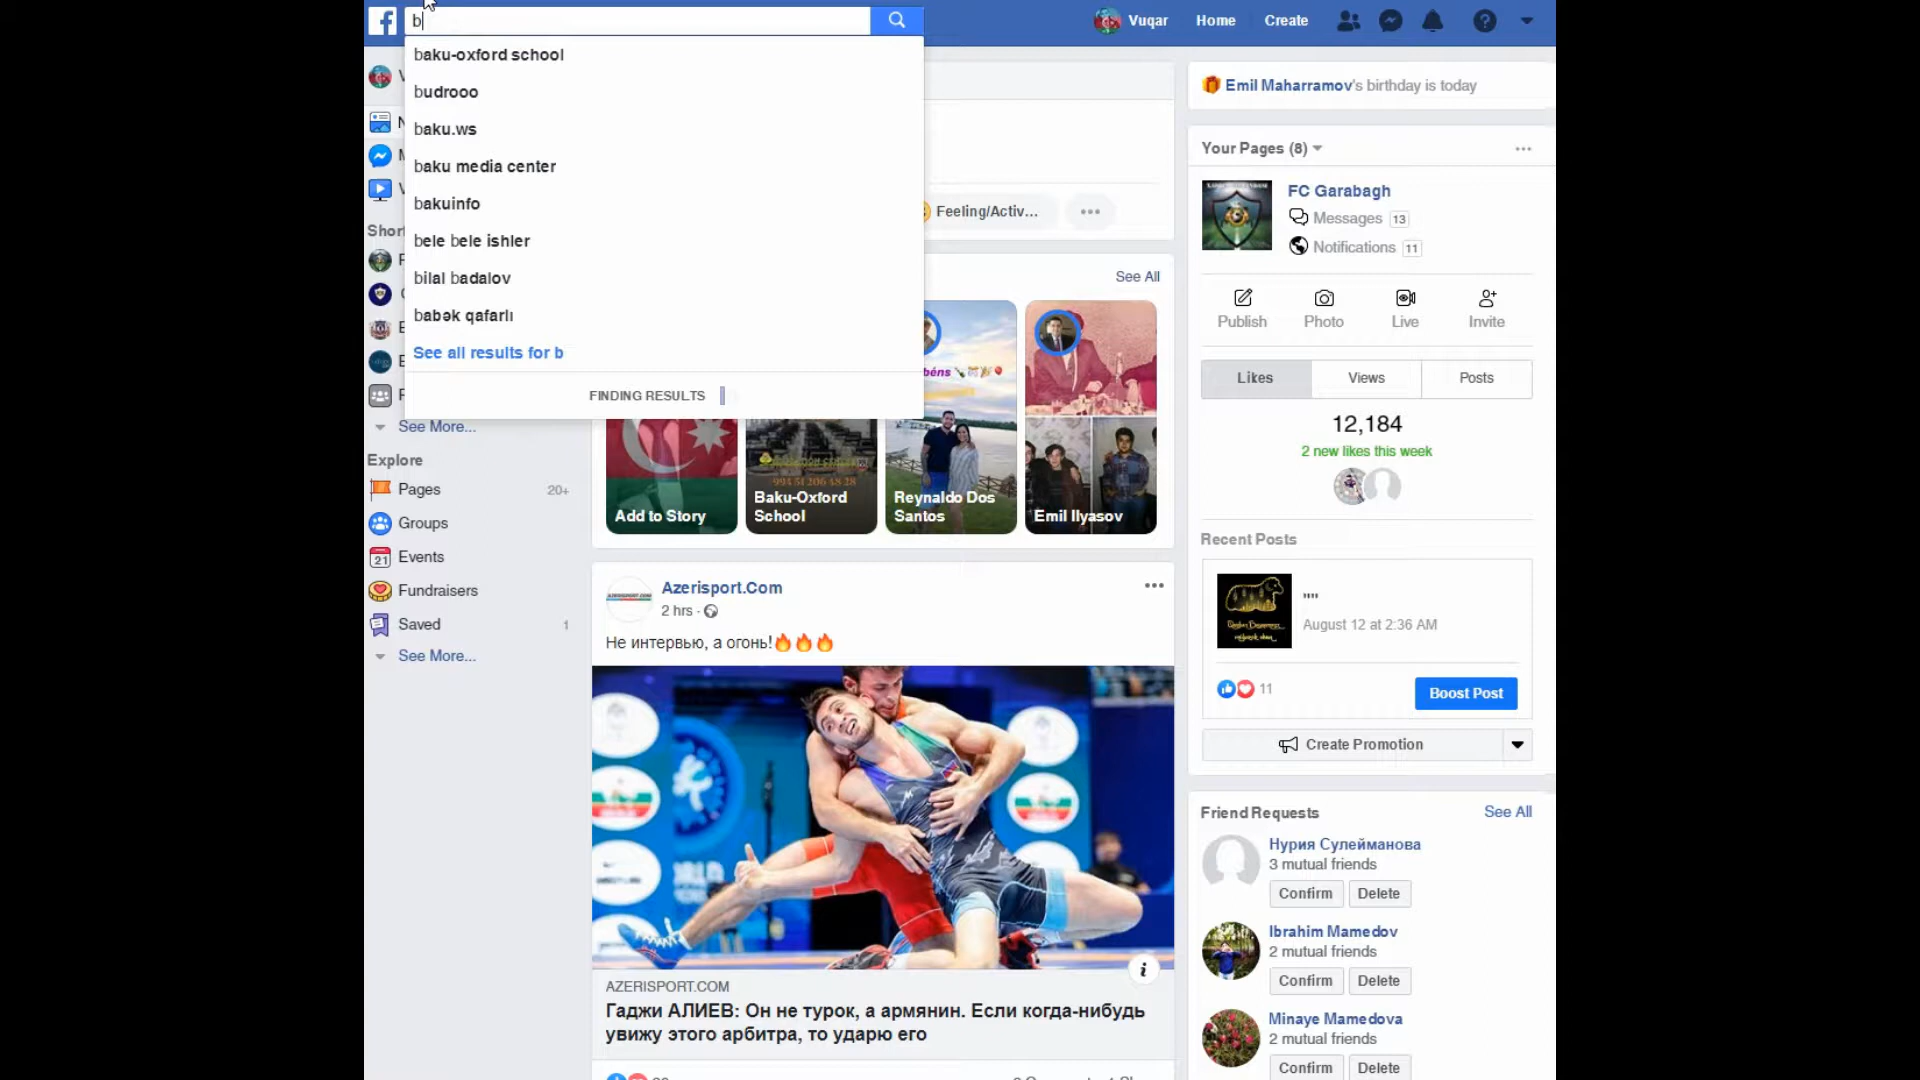 b
Vuqar
Home
Create
baku-oxford school
budrooo
baku.ws
baku media center
bakuinfo
bele bele ishler
bilal badalov
babək qafarlı
See all results for b
FINDING RESULTS
Shor
See More...
Explore
Pages 20+
Groups
21 Events
Fundraisers
Saved 1
See More...
Feeling/Activ...
See All
Add to Story
994 51 206 48 28
Baku-Oxford
School
béns
Reynaldo Dos
Santos
Emil Ilyasov
Azerisport.Com
2 hrs ·
Не интервью, а огонь!🔥🔥🔥
AZERISPORT.COM
Гаджи АЛИЕВ: Он не турок, а армянин. Если когда-нибудь
увижу этого арбитра, то ударю его
Emil Maharramov's birthday is today
Your Pages (8)
FC Garabagh
Messages 13
Notifications 11
Publish
Photo
Live
Invite
Likes
Views
Posts
12,184
2 new likes this week
Recent Posts
""
August 12 at 2:36 AM
11
Boost Post
Create Promotion
Friend Requests
See All
Нурия Сулейманова
3 mutual friends
Confirm Delete
Ibrahim Mamedov
2 mutual friends
Confirm Delete
Minaye Mamedova
2 mutual friends
Confirm Delete